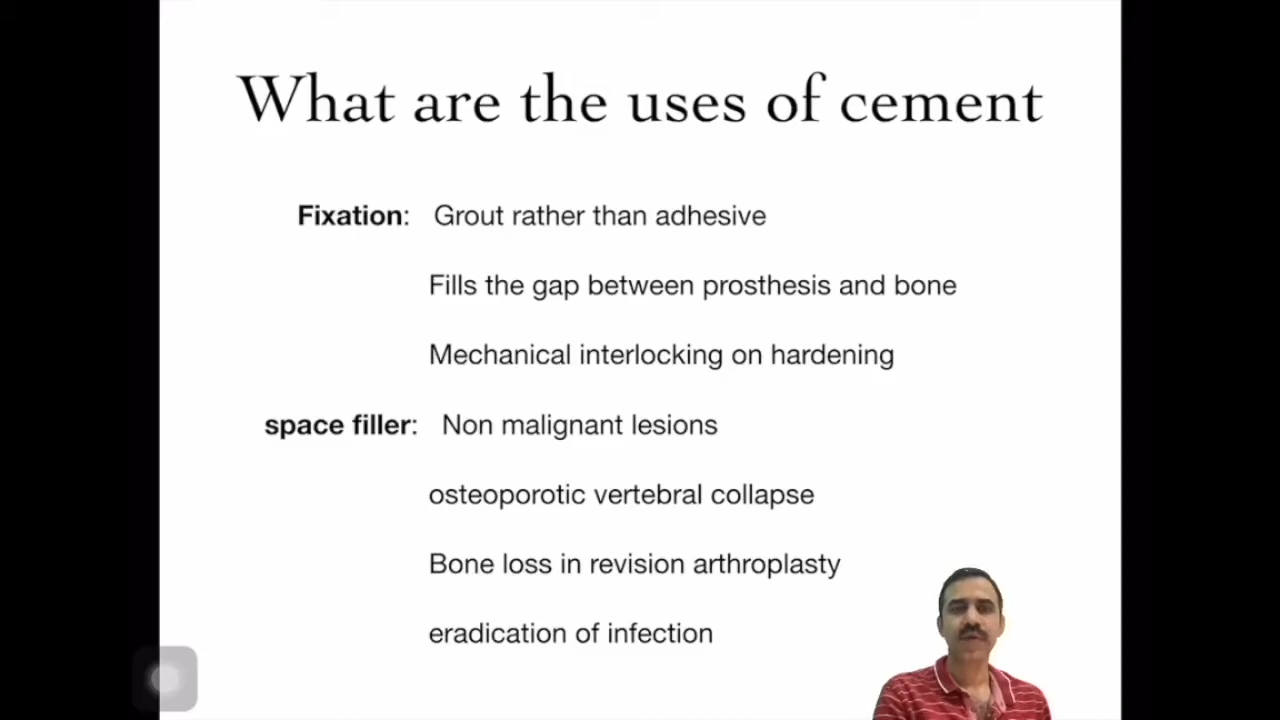 What are the uses of cement
Fixation: Grout rather than adhesive
Fills the gap between prosthesis and bone
Mechanical interlocking on hardening
space filler: Non malignant lesions
osteoporotic vertebral collapse
Bone loss in revision arthroplasty
eradication of infection